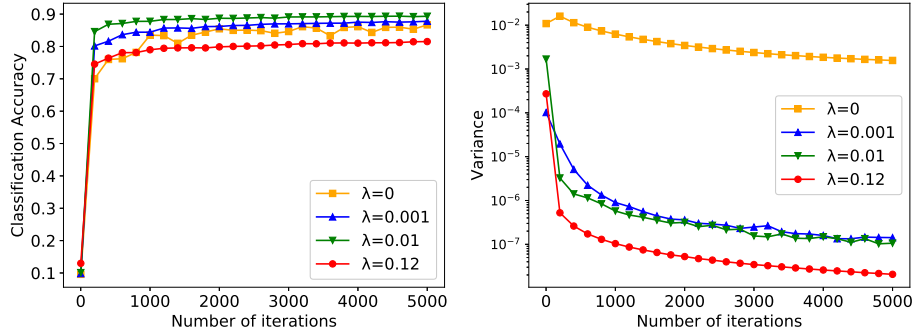 Classification Accuracy
0.9
0.8
0.7
0.6
0.5
0.4
0.3
0.2
0.1
0 1000 2000 3000 4000 5000
Number of iterations
λ=0
λ=0.001
λ=0.01
λ=0.12
Variance
10⁻²
10⁻³
10⁻⁴
10⁻⁵
10⁻⁶
10⁻⁷
0 1000 2000 3000 4000 5000
Number of iterations
λ=0
λ=0.001
λ=0.01
λ=0.12